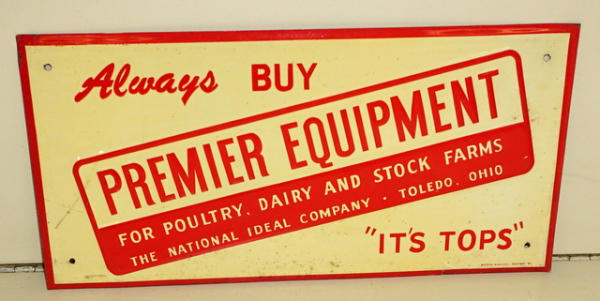 Always BUY
PREMIER EQUIPMENT
FOR POULTRY, DAIRY AND STOCK FARMS
THE NATIONAL IDEAL COMPANY • TOLEDO, OHIO
"IT'S TOPS"